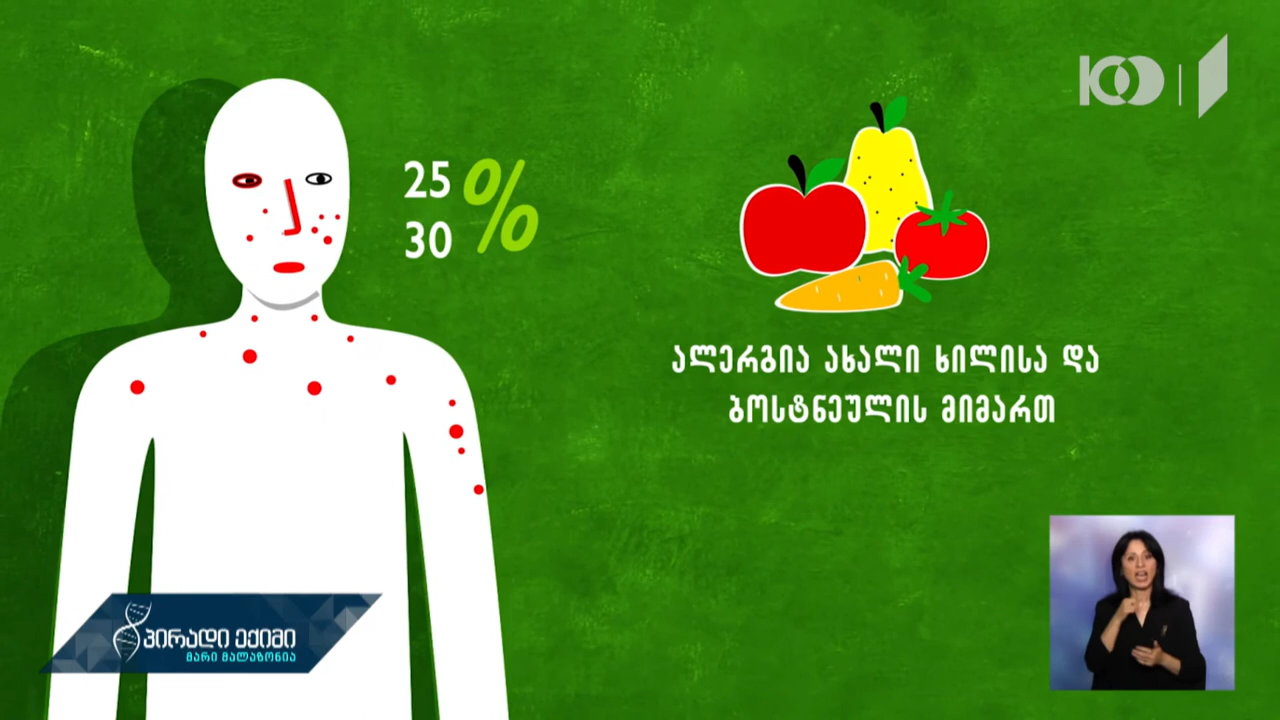 25
30 %
ალერგია ახალი ხილისა და
ბოსტნეულის მიმართ
პირადი ექიმი
მარი მალაზონია